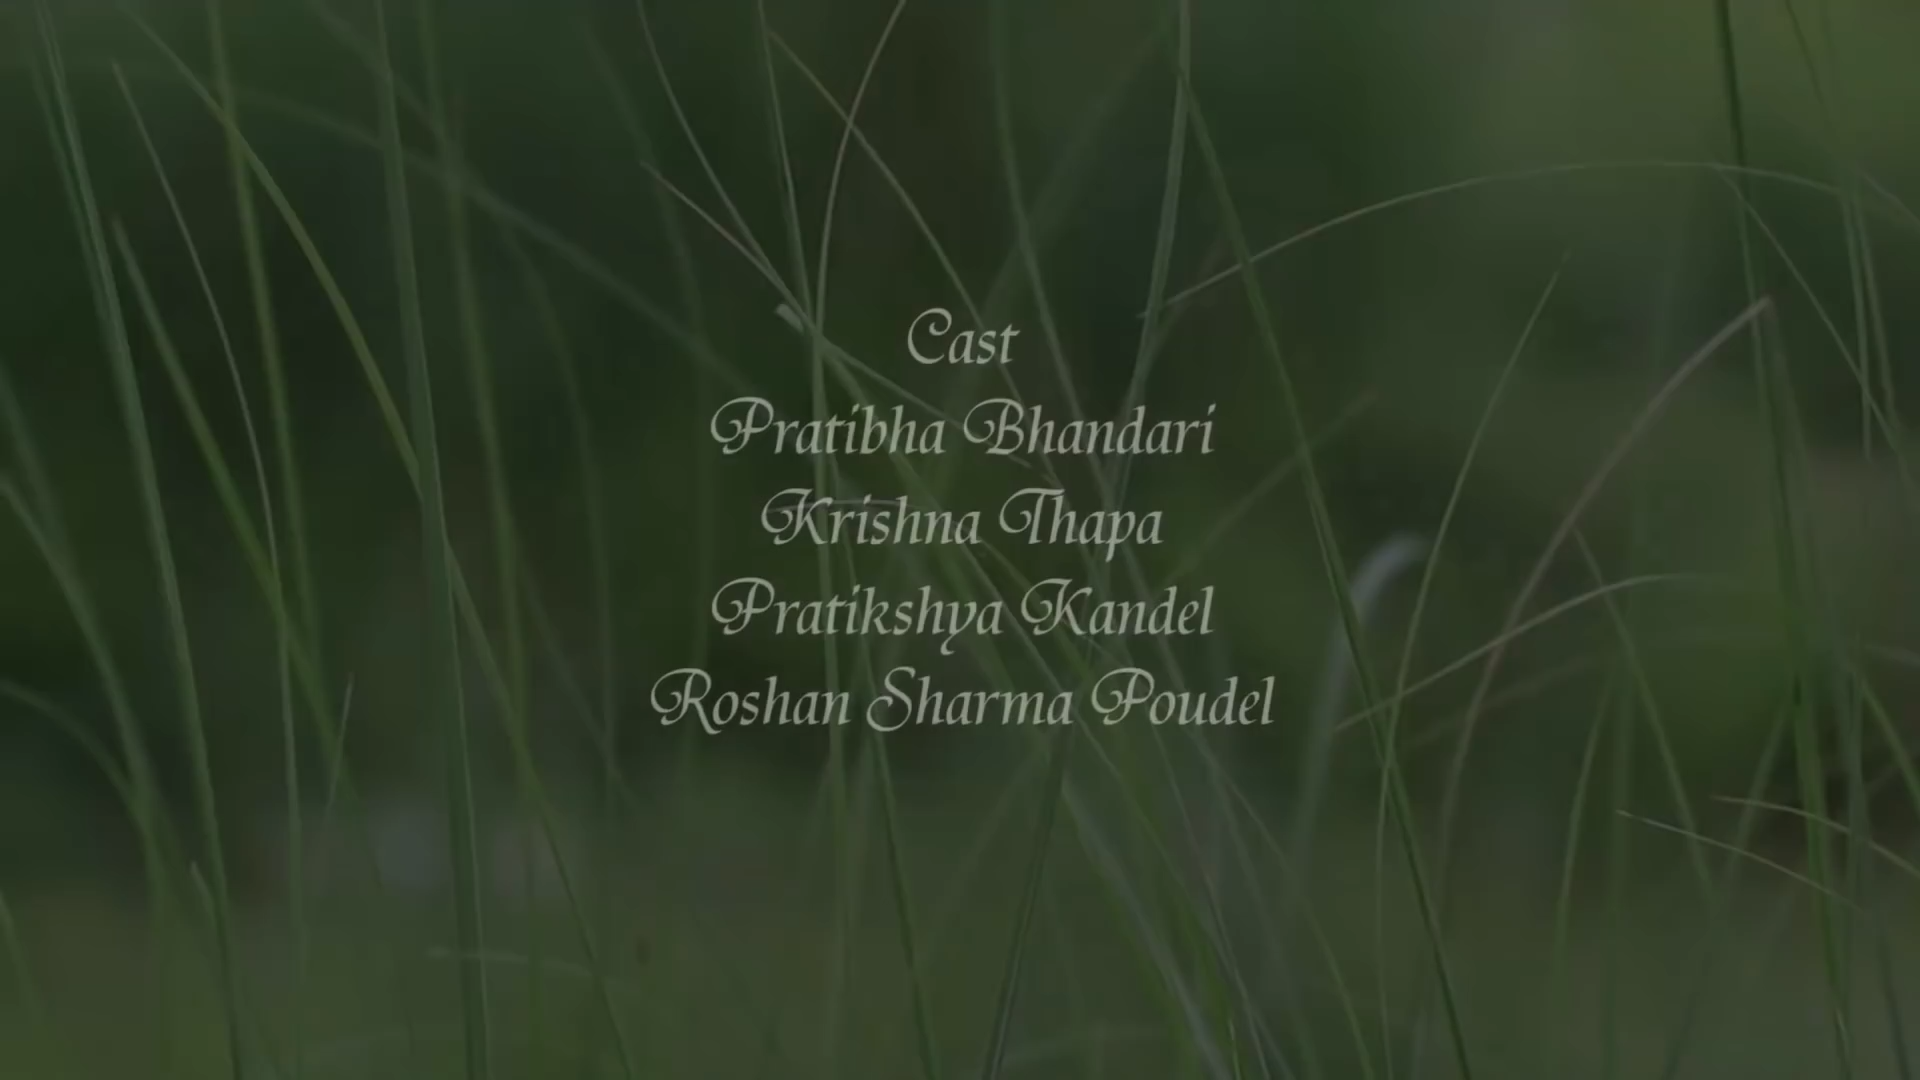 Cast
Pratibha Bhandari
Krishna Thapa
Pratikshya Kandel
Roshan Sharma Poudel